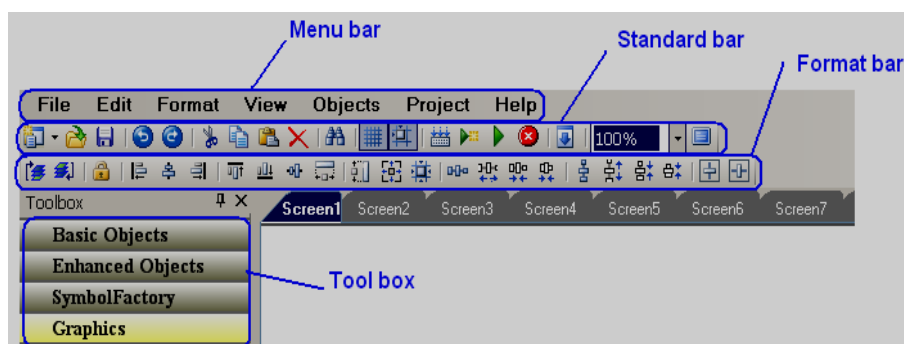 Menu bar
Standard bar
Format bar
File Edit Format View Objects Project Help
100%
Toolbox
Screen1 Screen2 Screen3 Screen4 Screen5 Screen6 Screen7
Basic Objects
Enhanced Objects
Tool box
SymbolFactory
Graphics